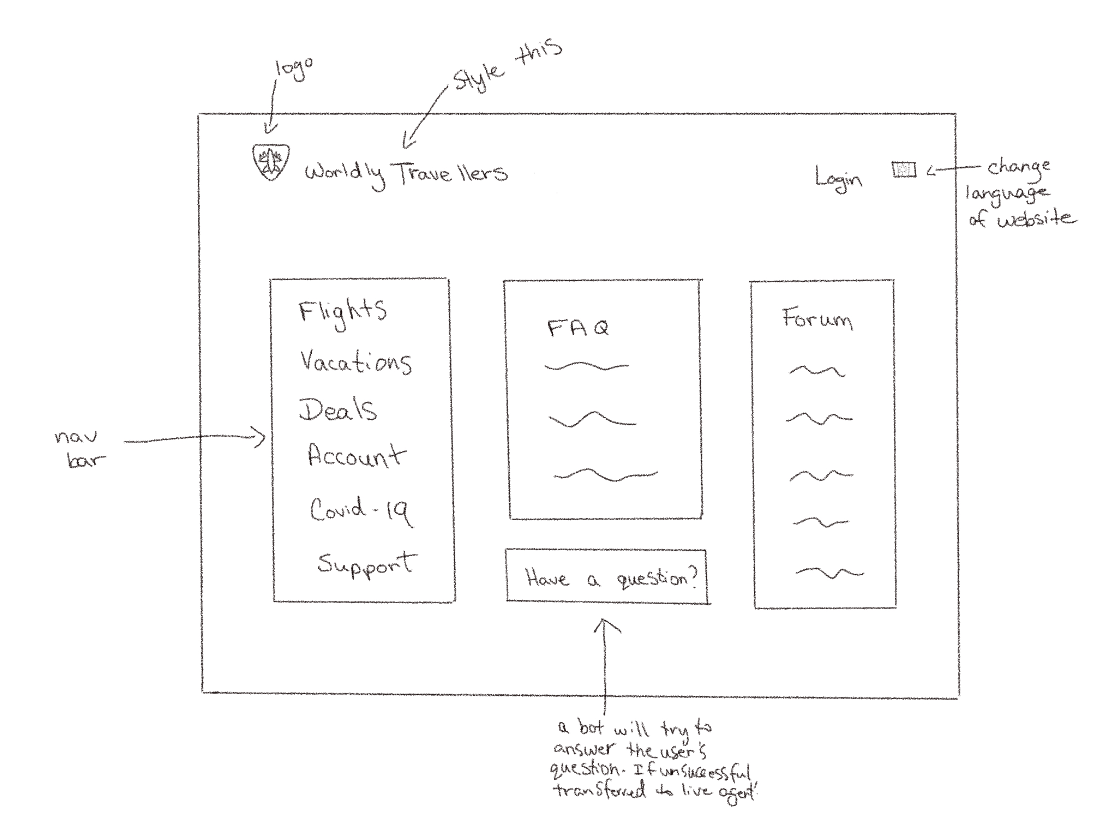 logo
style this
Worldly Travellers
Login
change
language
of website
Flights
Vacations
Deals
Account
Covid-19
Support
nav
bar
FAQ
Have a question?
Forum
a bot will try to
answer the user's
question. If unsuccessful
transferred to live agent